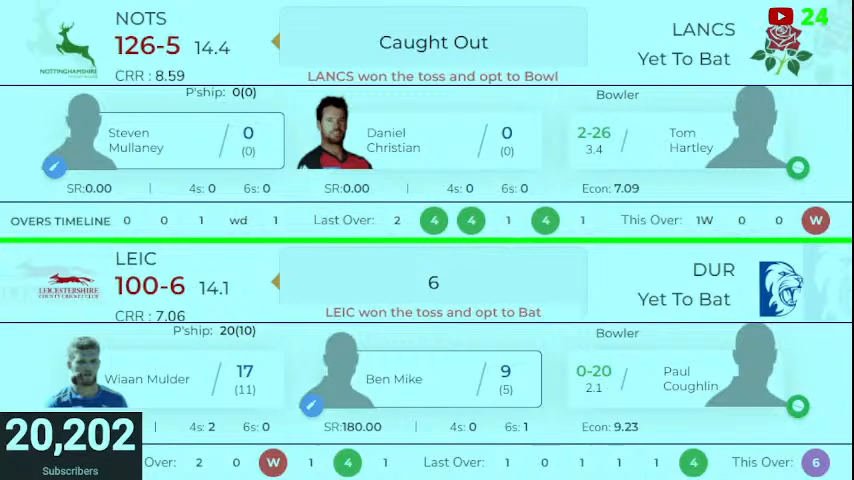 NOTS
126-5 14.4
CRR : 8.59
NOTTINGHAMSHIRE
Caught Out
LANCS won the toss and opt to Bowl
LANCS
Yet To Bat
24
P'ship: 0(0)
Steven Mullaney / 0 (0)
Daniel Christian / 0 (0)
Bowler
2-26 / 3.4 Tom Hartley
SR:0.00 | 4s: 0 6s: 0
SR:0.00 | 4s: 0 6s: 0
Econ: 7.09
OVERS TIMELINE 0 0 1 wd 1 Last Over: 2 4 4 1 4 1 This Over: 1W 0 0 W
LEIC
100-6 14.1
CRR : 7.06
LEICESTERSHIRE
COUNTY CRICKET CLUB
6
LEIC won the toss and opt to Bat
DUR
Yet To Bat
P'ship: 20(10)
Wiaan Mulder / 17 (11)
Ben Mike / 9 (5)
Bowler
0-20 / 2.1 Paul Coughlin
| 4s: 2 6s: 0
SR:180.00 | 4s: 0 6s: 1
Econ: 9.23
20,202
Subscribers
Over: 2 0 W 1 4 1 Last Over: 1 0 1 1 1 4 This Over: 6